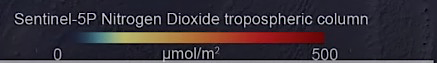 Sentinel-5P Nitrogen Dioxide tropospheric column
0 μmol/m² 500